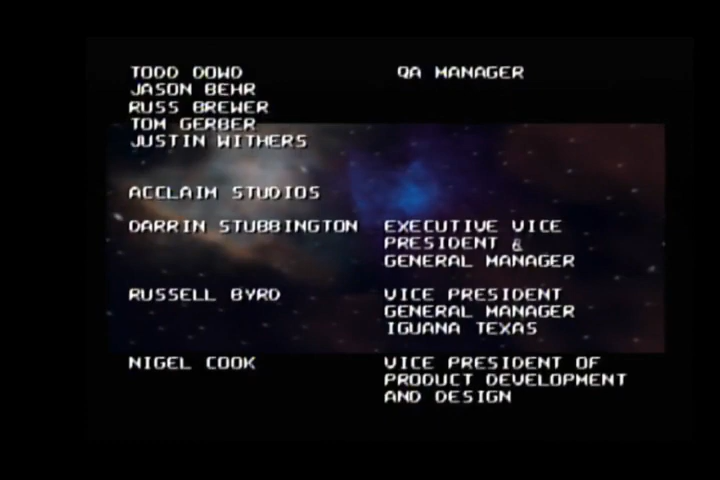 TODD DOWD QA MANAGER
JASON BEHR
RUSS BREWER
TOM GERBER
JUSTIN WITHERS
ACCLAIM STUDIOS
DARRIN STUBBINGTON EXECUTIVE VICE
PRESIDENT &
GENERAL MANAGER
RUSSELL BYRD VICE PRESIDENT
GENERAL MANAGER
IGUANA TEXAS
NIGEL COOK VICE PRESIDENT OF
PRODUCT DEVELOPMENT
AND DESIGN